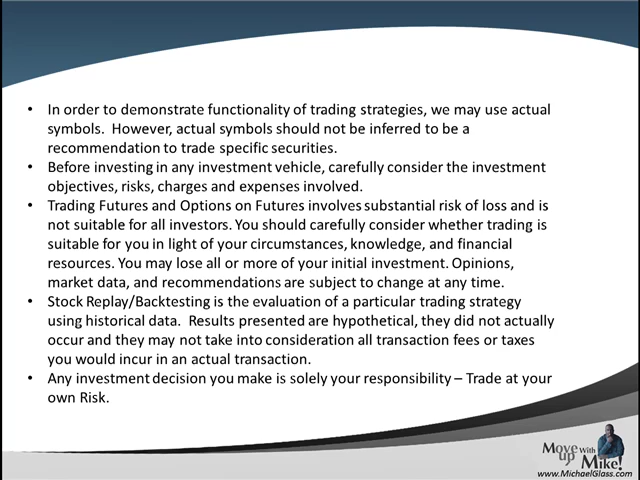 • In order to demonstrate functionality of trading strategies, we may use actual
symbols.  However, actual symbols should not be inferred to be a
recommendation to trade specific securities.
• Before investing in any investment vehicle, carefully consider the investment
objectives, risks, charges and expenses involved.
• Trading Futures and Options on Futures involves substantial risk of loss and is
not suitable for all investors. You should carefully consider whether trading is
suitable for you in light of your circumstances, knowledge, and financial
resources. You may lose all or more of your initial investment. Opinions,
market data, and recommendations are subject to change at any time.
• Stock Replay/Backtesting is the evaluation of a particular trading strategy
using historical data.  Results presented are hypothetical, they did not actually
occur and they may not take into consideration all transaction fees or taxes
you would incur in an actual transaction.
• Any investment decision you make is solely your responsibility – Trade at your
own Risk.
Move up With Mike!
www.MichaelGlass.com